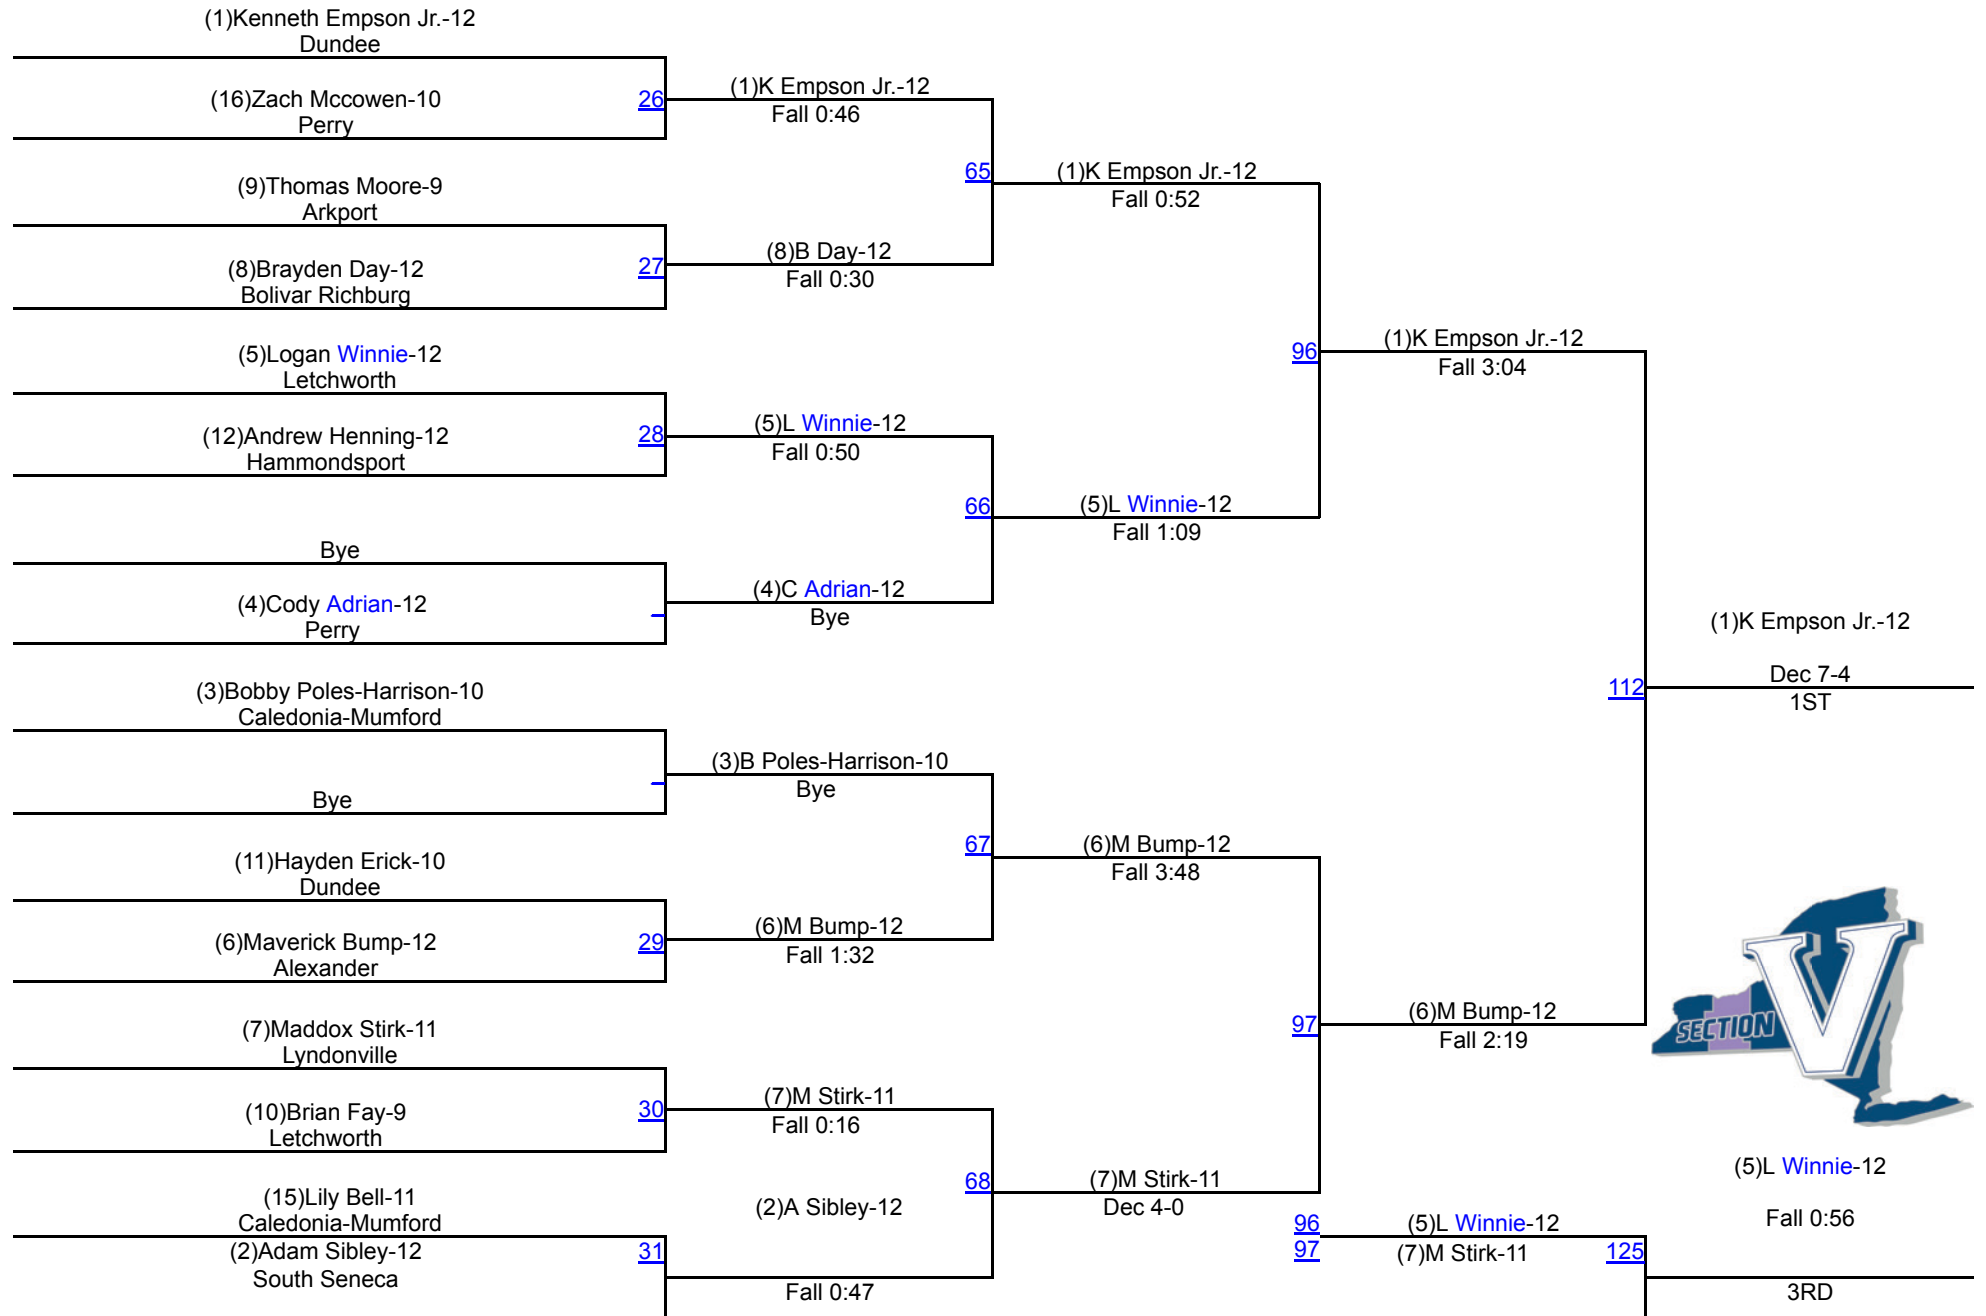 (1)Kenneth Empson Jr.-12
Dundee
(16)Zach Mccowen-10
Perry
26
(9)Thomas Moore-9
Arkport
(8)Brayden Day-12
Bolivar Richburg
27
(5)Logan Winnie-12
Letchworth
(12)Andrew Henning-12
Hammondsport
28
Bye
(4)Cody Adrian-12
Perry
(3)Bobby Poles-Harrison-10
Caledonia-Mumford
Bye
(11)Hayden Erick-10
Dundee
(6)Maverick Bump-12
Alexander
29
(7)Maddox Stirk-11
Lyndonville
(10)Brian Fay-9
Letchworth
30
(15)Lily Bell-11
Caledonia-Mumford
(2)Adam Sibley-12
South Seneca
31
(1)K Empson Jr.-12
Fall 0:46
65
(8)B Day-12
Fall 0:30
(5)L Winnie-12
Fall 0:50
66
(4)C Adrian-12
Bye
(3)B Poles-Harrison-10
Bye
67
(6)M Bump-12
Fall 1:32
(7)M Stirk-11
Fall 0:16
68
(2)A Sibley-12
Fall 0:47
(1)K Empson Jr.-12
Fall 0:52
96
(5)L Winnie-12
Fall 1:09
(6)M Bump-12
Fall 3:48
97
(7)M Stirk-11
Dec 4-0
(1)K Empson Jr.-12
Fall 3:04
112
(6)M Bump-12
Fall 2:19
(1)K Empson Jr.-12
Dec 7-4
1ST
SECTION V
96
97
(5)L Winnie-12
(7)M Stirk-11
125
(5)L Winnie-12
Fall 0:56
3RD